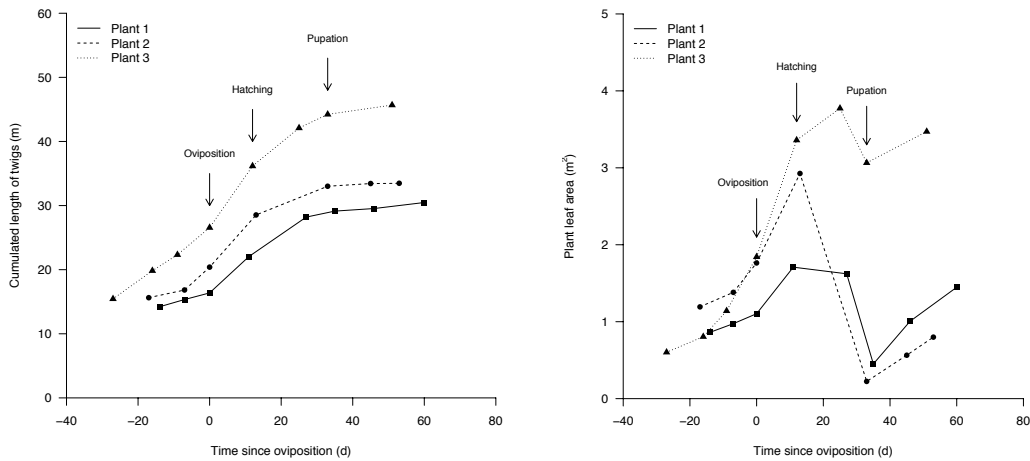 Plant 1
Plant 2
Plant 3
Oviposition
Hatching
Pupation
Cumulated length of twigs (m)
60
50
40
30
20
10
0
−40
−20
0
20
40
60
80
Time since oviposition (d)
Plant 1
Plant 2
Plant 3
Oviposition
Hatching
Pupation
Plant leaf area (m²)
5
4
3
2
1
0
−40
−20
0
20
40
60
80
Time since oviposition (d)